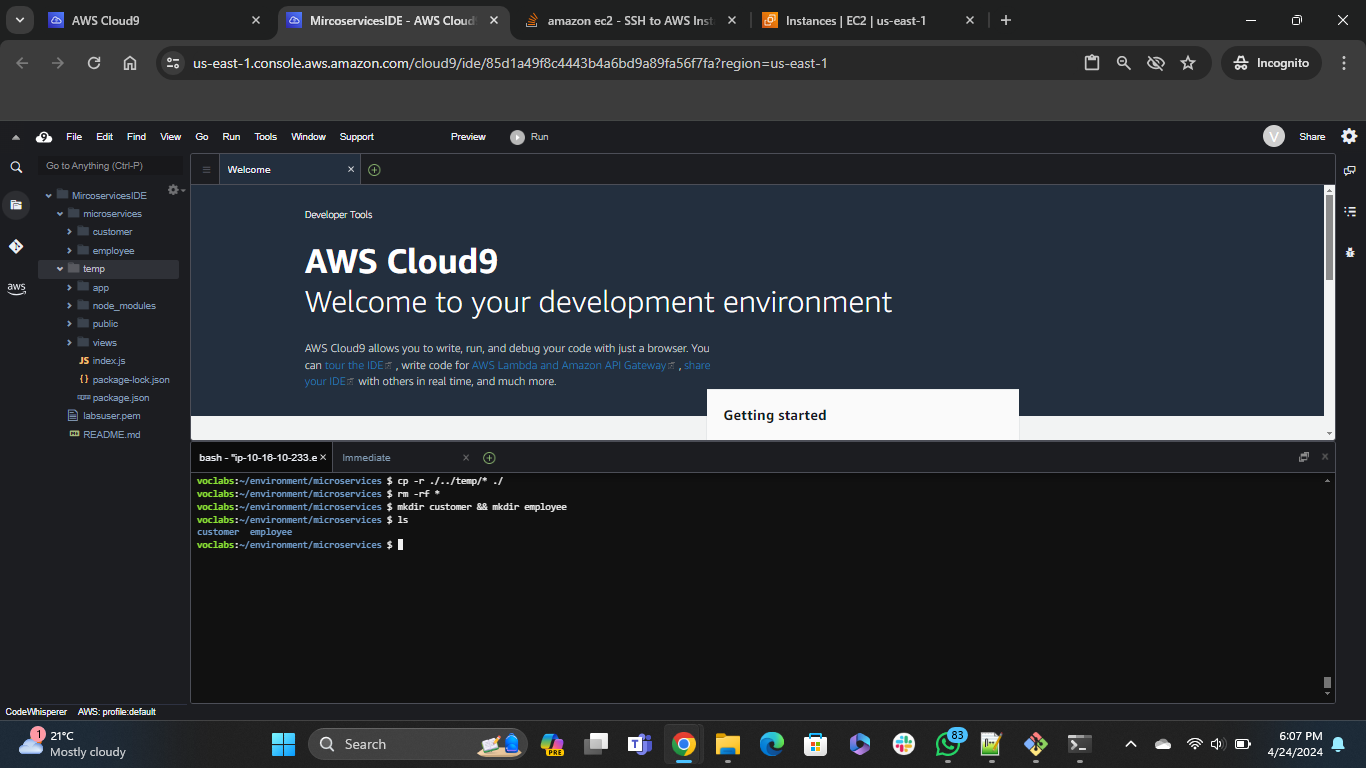 AWS Cloud9
MircoservicesIDE - AWS Cloud
amazon ec2 - SSH to AWS Inst
Instances | EC2 | us-east-1
us-east-1.console.aws.amazon.com/cloud9/ide/85d1a49f8c4443b4a6bd9a89fa56f7fa?region=us-east-1
Incognito
9 File Edit Find View Go Run Tools Window Support Preview Run V Share
Go to Anything (Ctrl-P)
Welcome
MircoservicesIDE
microservices
customer
employee
temp
app
node_modules
public
views
JS index.js
{} package-lock.json
package.json
labsuser.pem
README.md
aws
Developer Tools
AWS Cloud9
Welcome to your development environment
AWS Cloud9 allows you to write, run, and debug your code with just a browser. You
can tour the IDE , write code for AWS Lambda and Amazon API Gateway , share
your IDE with others in real time, and much more.
Getting started
bash - "ip-10-16-10-233.e
Immediate
voclabs:~/environment/microservices $ cp -r ./../temp/* ./
voclabs:~/environment/microservices $ rm -rf *
voclabs:~/environment/microservices $ mkdir customer && mkdir employee
voclabs:~/environment/microservices $ ls
customer employee
voclabs:~/environment/microservices $
CodeWhisperer AWS: profile:default
1
21°C
Mostly cloudy
Search
PRE
83
6:07 PM
4/24/2024